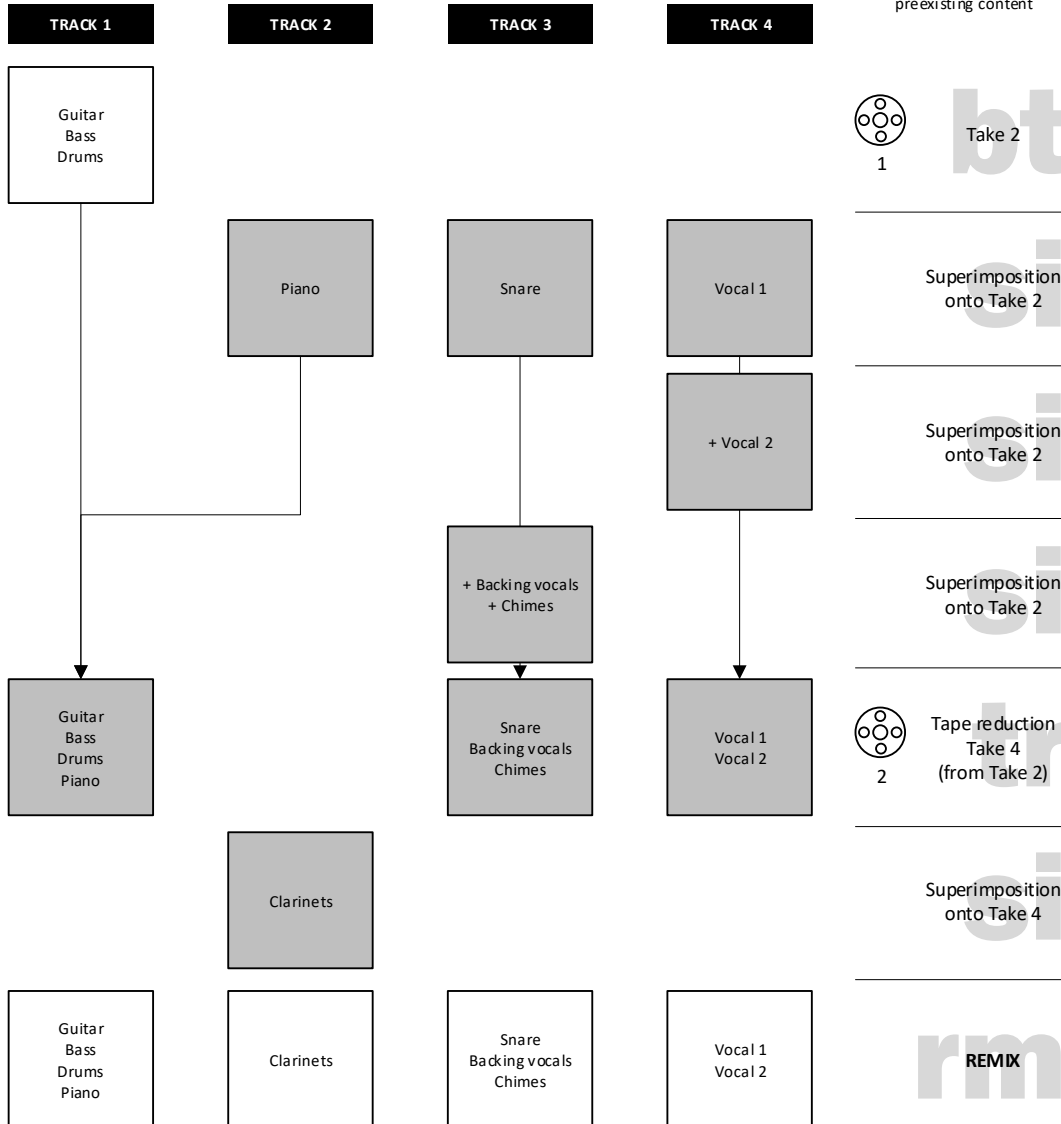 preexisting content
TRACK 1
TRACK 2
TRACK 3
TRACK 4
Guitar
Bass
Drums
1
bt
Take 2
Piano
Snare
Vocal 1
si
Superimposition
onto Take 2
+ Vocal 2
si
Superimposition
onto Take 2
+ Backing vocals
+ Chimes
si
Superimposition
onto Take 2
Guitar
Bass
Drums
Piano
Snare
Backing vocals
Chimes
Vocal 1
Vocal 2
2
tr
Tape reduction
Take 4
(from Take 2)
Clarinets
si
Superimposition
onto Take 4
Guitar
Bass
Drums
Piano
Clarinets
Snare
Backing vocals
Chimes
Vocal 1
Vocal 2
rm
REMIX